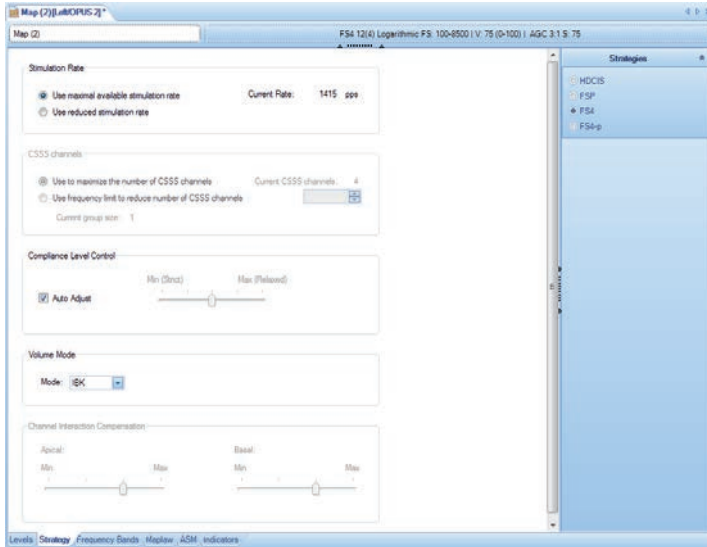 Map (2)[Left/OPUS 2]*
Map (2)
FS4 12(4) Logarithmic FS: 100-8500 | V: 75 (0-100) | AGC 3:1 S: 75
Stimulation Rate
Use maximal available stimulation rate
Current Rate: 1415 pps
Use reduced stimulation rate
CSSS channels
Use to maximize the number of CSSS channels
Current CSSS channels: 4
Use frequency limit to reduce number of CSSS channels
Current group size: 1
Compliance Level Control
Min (Strict)
Max (Relaxed)
Auto Adjust
Volume Mode
Mode: IBK
Channel Interaction Compensation
Apical:
Basal:
Min
Max
Min
Max
Strategies
HDCIS
FSP
FS4
FS4-p
Levels
Strategy
Frequency Bands
Maplaw
ASM
Indicators